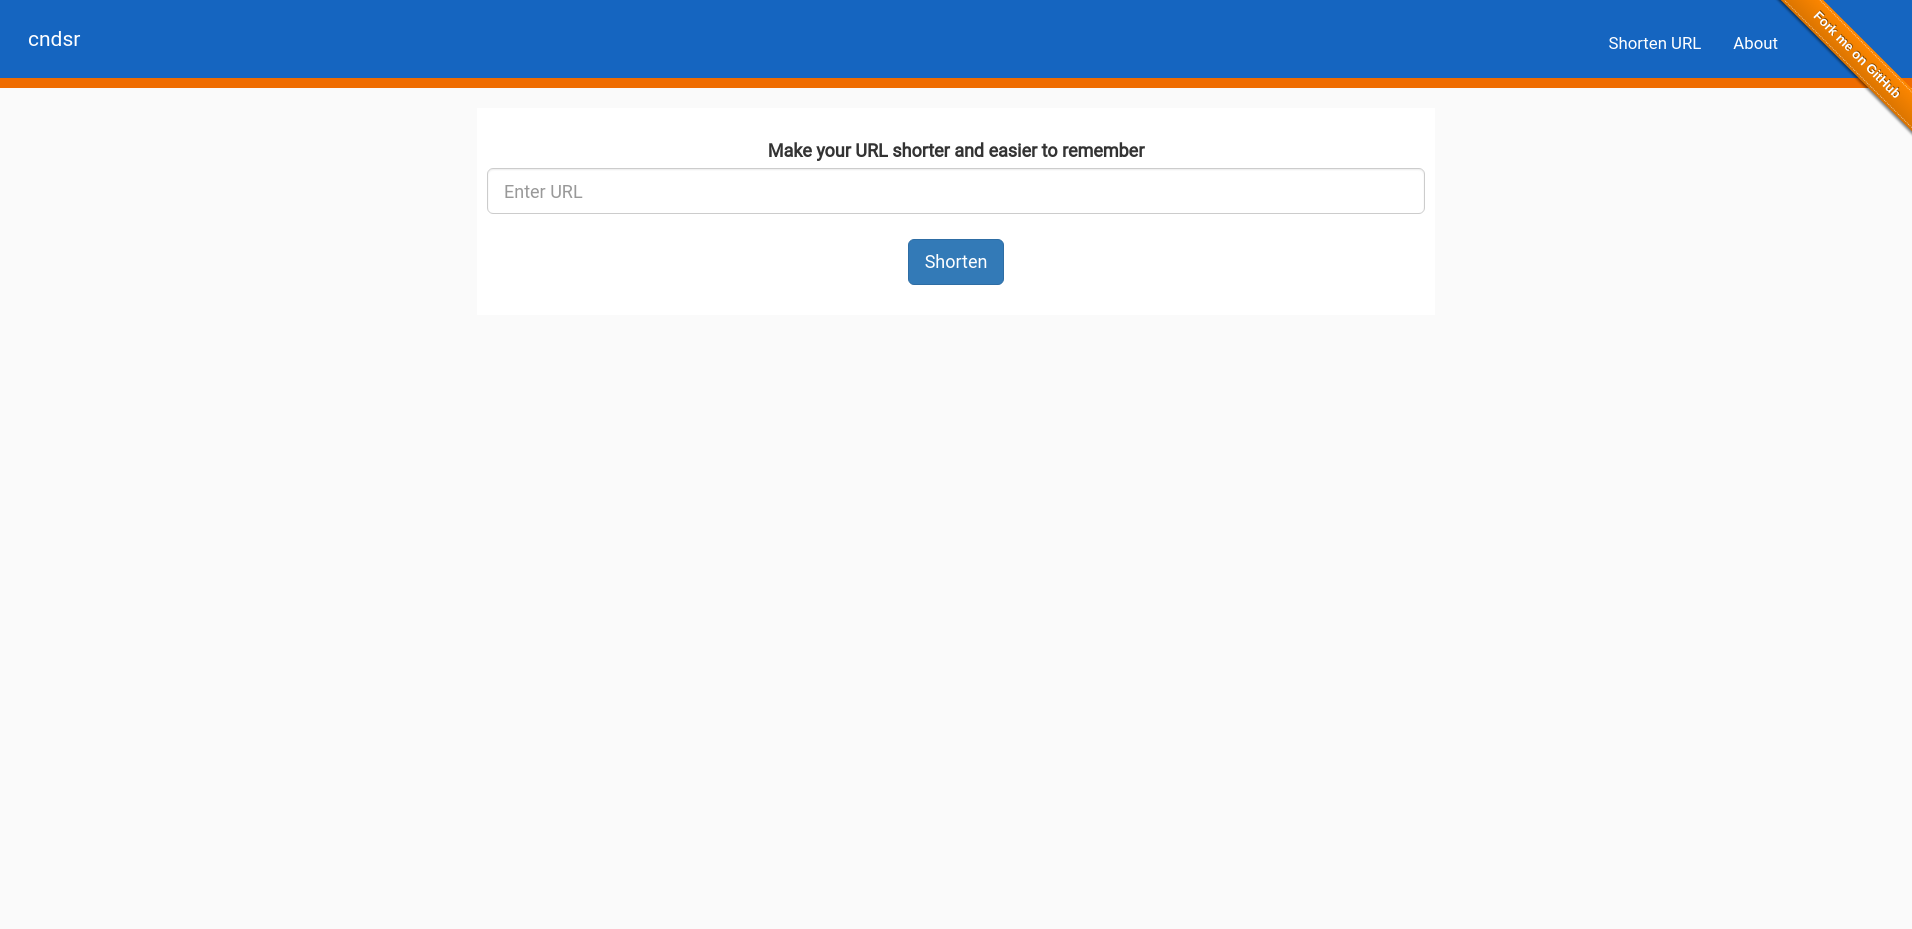 cndsr
Shorten URL
About
Fork me on GitHub
Make your URL shorter and easier to remember
Enter URL
Shorten